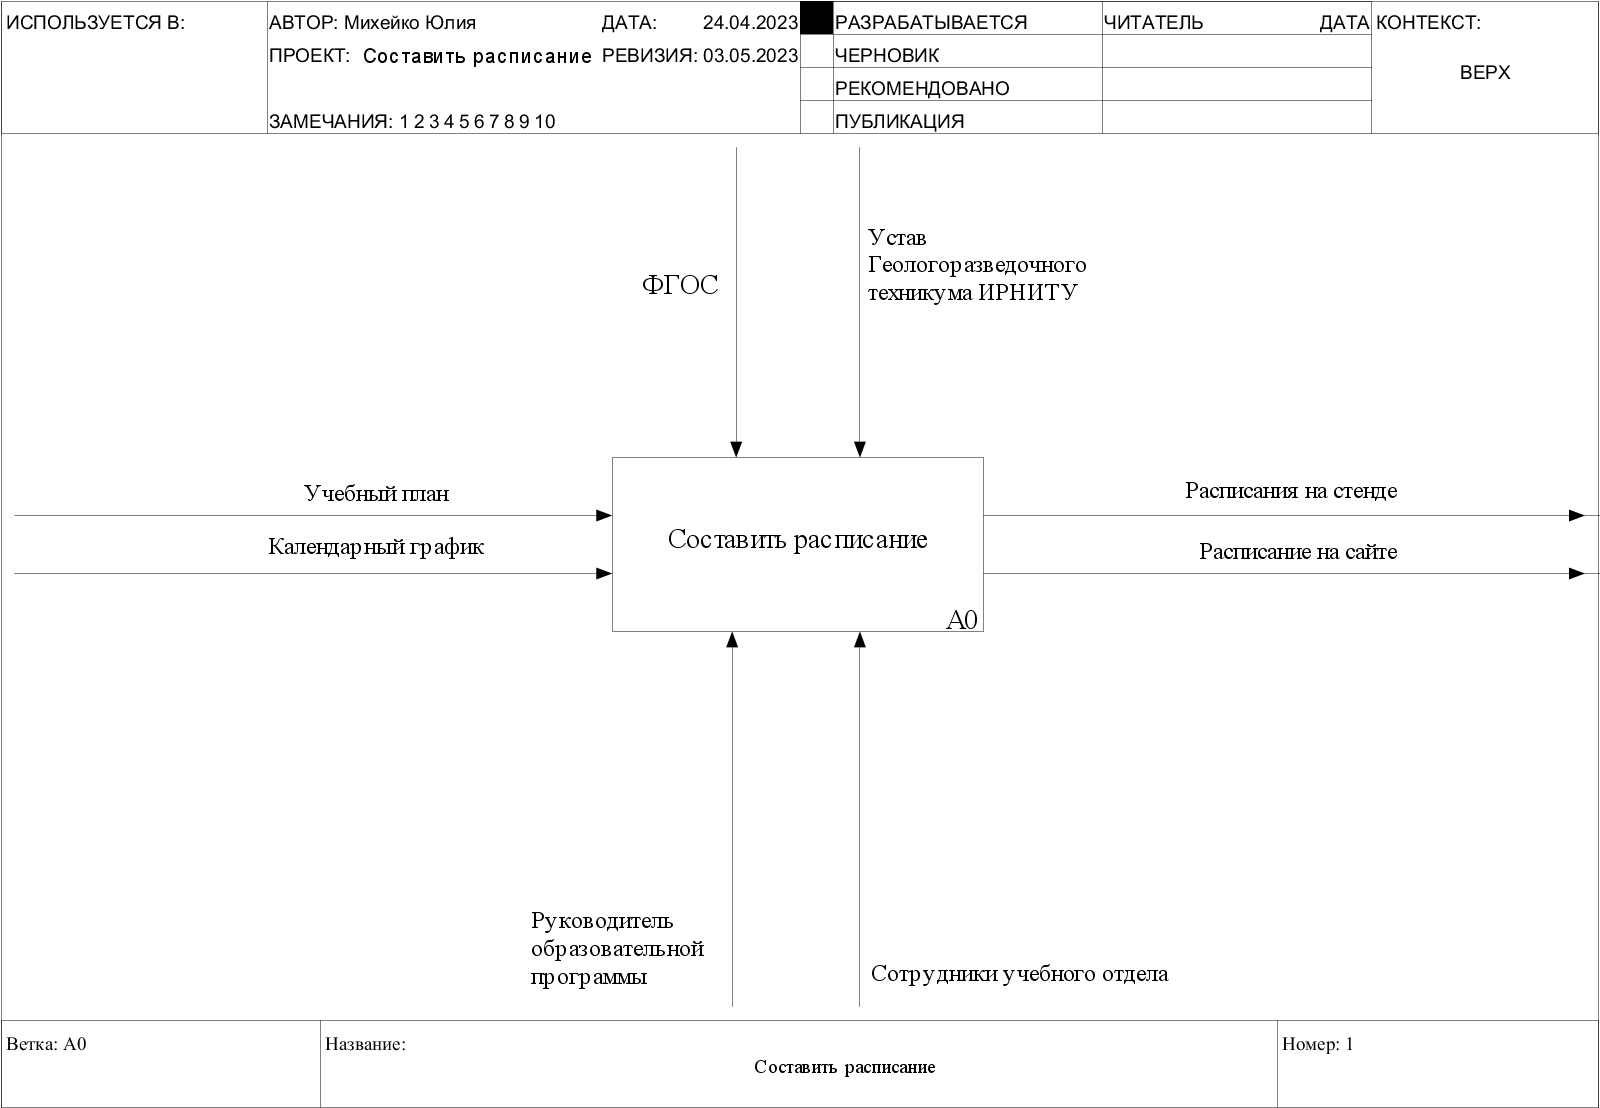 ИСПОЛЬЗУЕТСЯ В:
АВТОР: Михейко Юлия
ДАТА: 24.04.2023
ПРОЕКТ: Составить расписание
РЕВИЗИЯ: 03.05.2023
ЗАМЕЧАНИЯ: 1 2 3 4 5 6 7 8 9 10
РАЗРАБАТЫВАЕТСЯ
ЧЕРНОВИК
РЕКОМЕНДОВАНО
ПУБЛИКАЦИЯ
ЧИТАТЕЛЬ
ДАТА
КОНТЕКСТ:
ВЕРХ
ФГОС
Устав
Геологоразведочного
техникума ИРНИТУ
Учебный план
Календарный график
Составить расписание
A0
Расписания на стенде
Расписание на сайте
Руководитель
образовательной
программы
Сотрудники учебного отдела
Ветка: A0
Название:
Составить расписание
Номер: 1